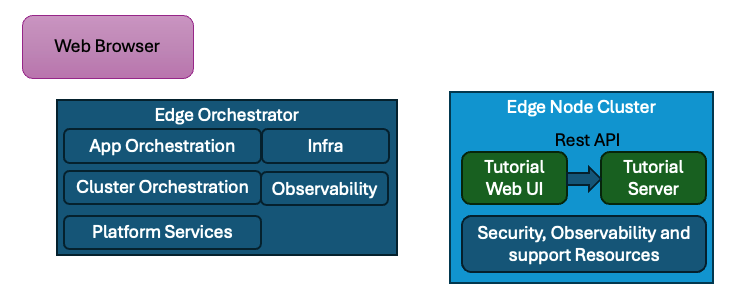 Web Browser
Edge Orchestrator
App Orchestration
Infra
Cluster Orchestration
Observability
Platform Services
Edge Node Cluster
Rest API
Tutorial
Web UI
Tutorial
Server
Security, Observability and
support Resources